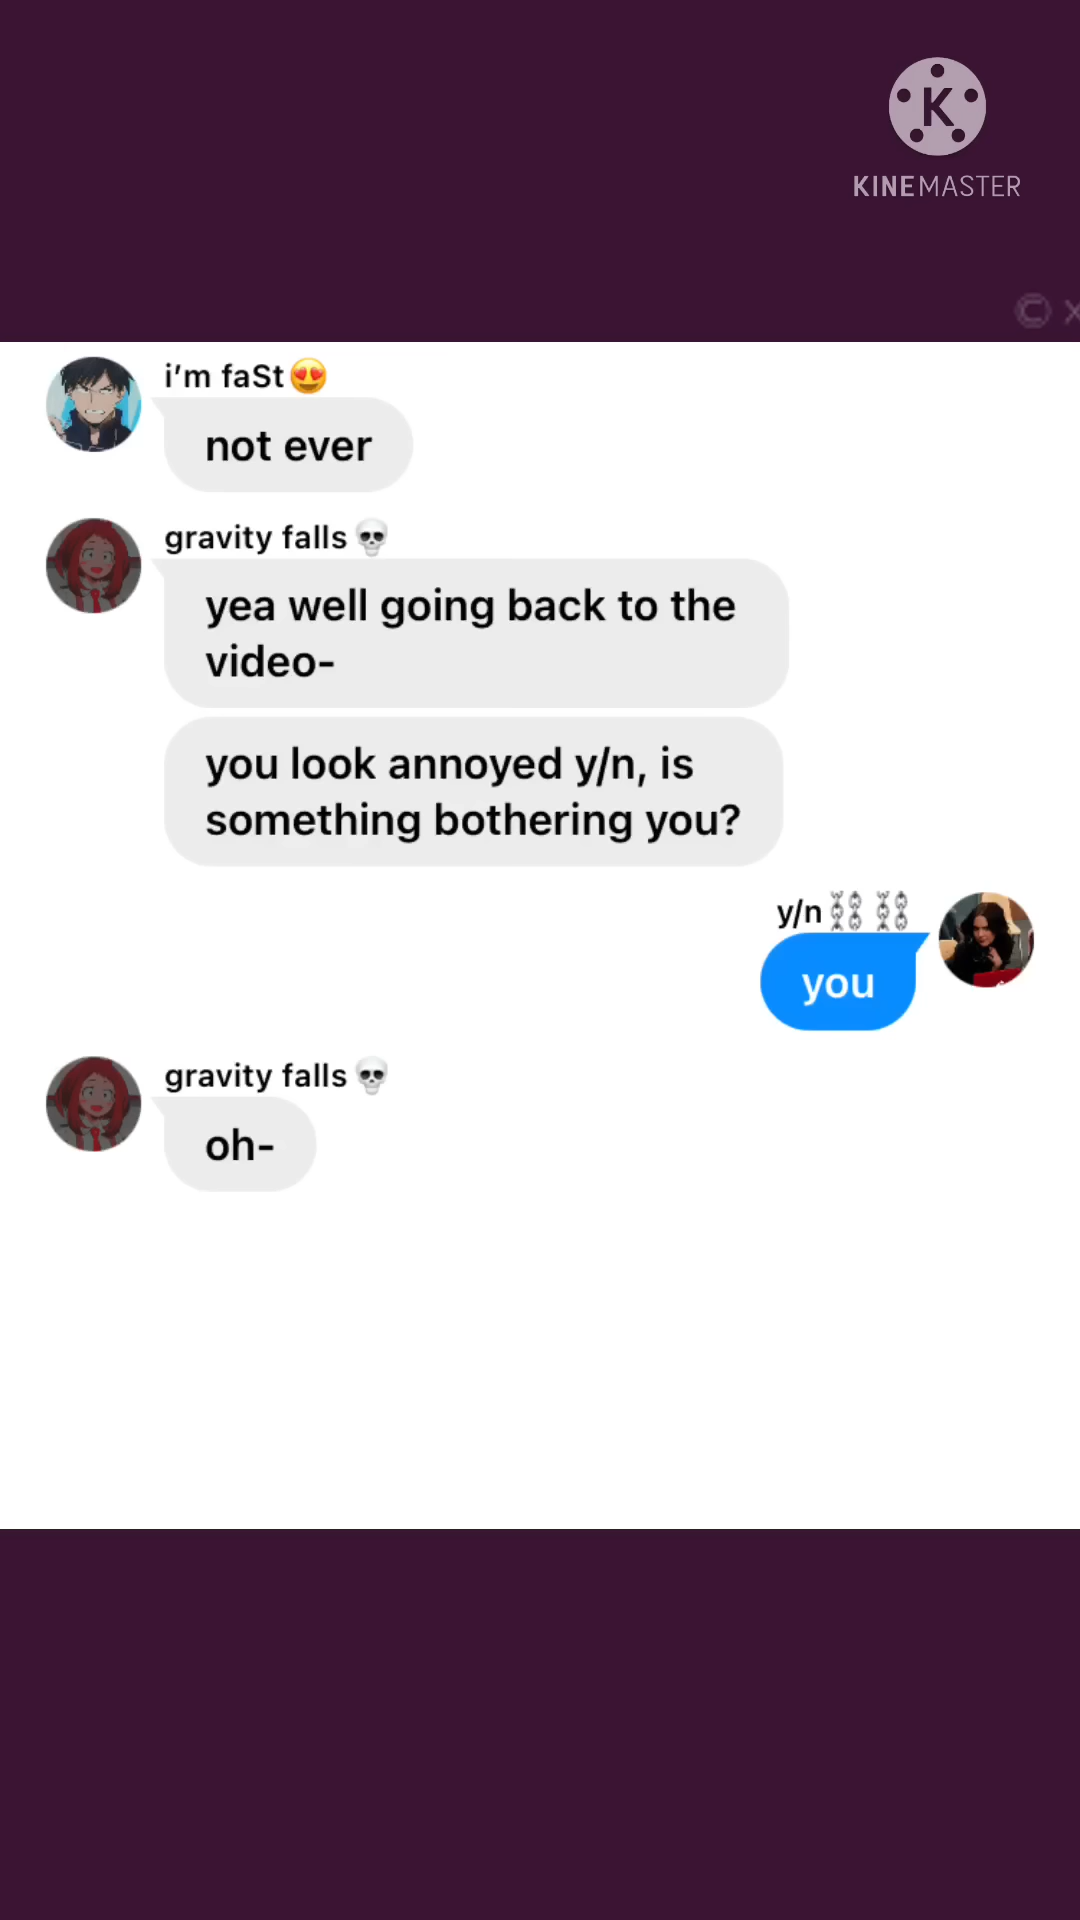 K
KINEMASTER
© x
i’m faSt😍
not ever
gravity falls💀
yea well going back to the
video-
you look annoyed y/n, is
something bothering you?
y/n⛓️⛓️
you
gravity falls💀
oh-